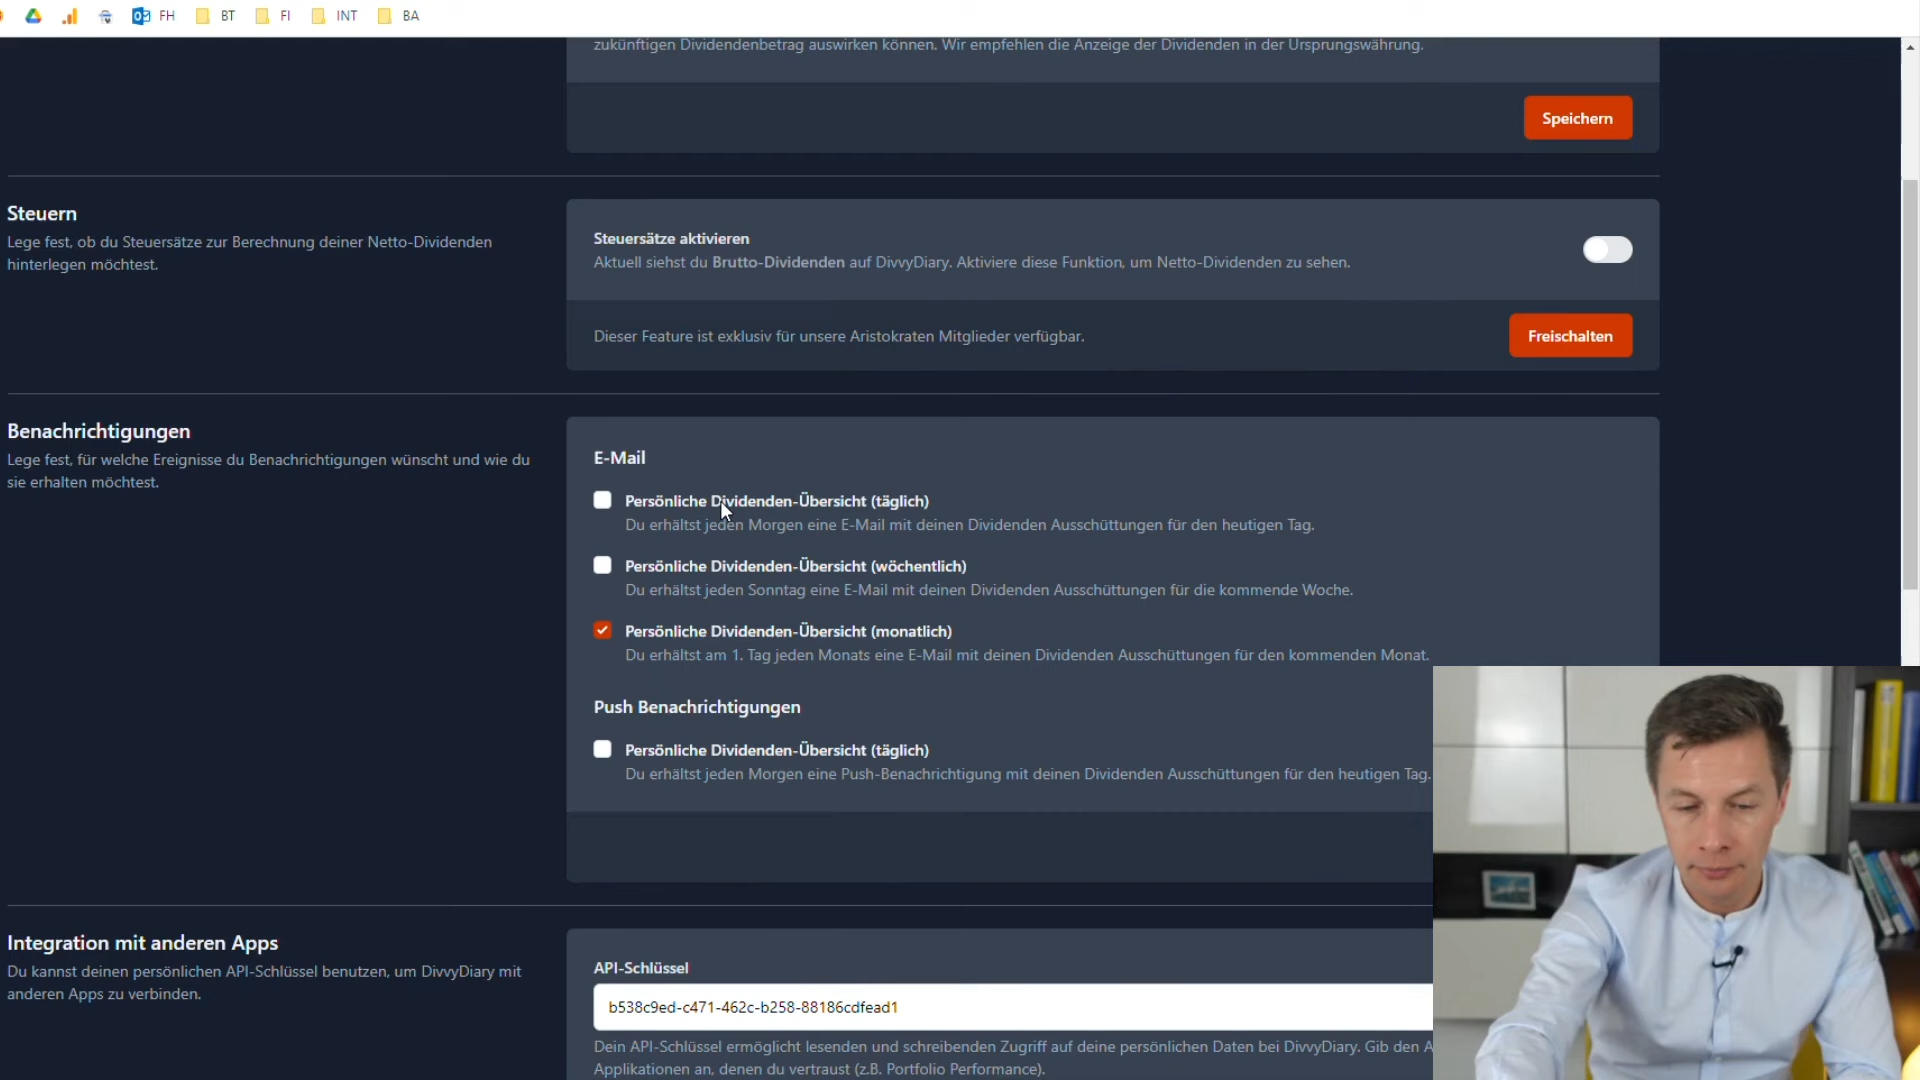 FH
BT
FI
INT
BA
zukünftigen Dividendenbetrag auswirken können. Wir empfehlen die Anzeige der Dividenden in der Ursprungswährung.
Speichern
Steuern
Lege fest, ob du Steuersätze zur Berechnung deiner Netto-Dividenden
hinterlegen möchtest.
Steuersätze aktivieren
Aktuell siehst du Brutto-Dividenden auf DivvyDiary. Aktiviere diese Funktion, um Netto-Dividenden zu sehen.
Dieser Feature ist exklusiv für unsere Aristokraten Mitglieder verfügbar.
Freischalten
Benachrichtigungen
Lege fest, für welche Ereignisse du Benachrichtigungen wünscht und wie du
sie erhalten möchtest.
E-Mail
Persönliche Dividenden-Übersicht (täglich)
Du erhältst jeden Morgen eine E-Mail mit deinen Dividenden Ausschüttungen für den heutigen Tag.
Persönliche Dividenden-Übersicht (wöchentlich)
Du erhältst jeden Sonntag eine E-Mail mit deinen Dividenden Ausschüttungen für die kommende Woche.
Persönliche Dividenden-Übersicht (monatlich)
Du erhältst am 1. Tag jeden Monats eine E-Mail mit deinen Dividenden Ausschüttungen für den kommenden Monat.
Push Benachrichtigungen
Persönliche Dividenden-Übersicht (täglich)
Du erhältst jeden Morgen eine Push-Benachrichtigung mit deinen Dividenden Ausschüttungen für den heutigen Tag.
Integration mit anderen Apps
Du kannst deinen persönlichen API-Schlüssel benutzen, um DivvyDiary mit
anderen Apps zu verbinden.
API-Schlüssel
b538c9ed-c471-462c-b258-88186cdfead1
Dein API-Schlüssel ermöglicht lesenden und schreibenden Zugriff auf deine persönlichen Daten bei DivvyDiary. Gib den A
Applikationen an, denen du vertraust (z.B. Portfolio Performance).